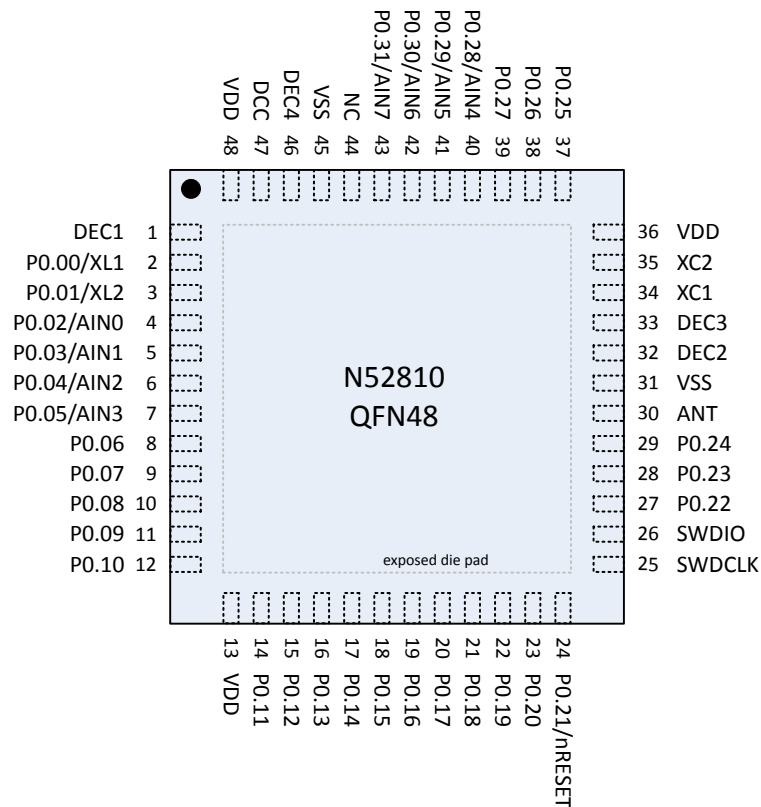 VDD 48
DCC 47
DEC4 46
VSS 45
NC 44
P0.31/AIN7 43
P0.30/AIN6 42
P0.29/AIN5 41
P0.28/AIN4 40
P0.27 39
P0.26 38
P0.25 37
DEC1 1
P0.00/XL1 2
P0.01/XL2 3
P0.02/AIN0 4
P0.03/AIN1 5
P0.04/AIN2 6
P0.05/AIN3 7
P0.06 8
P0.07 9
P0.08 10
P0.09 11
P0.10 12
N52810
QFN48
exposed die pad
36 VDD
35 XC2
34 XC1
33 DEC3
32 DEC2
31 VSS
30 ANT
29 P0.24
28 P0.23
27 P0.22
26 SWDIO
25 SWDCLK
13 VDD
14 P0.11
15 P0.12
16 P0.13
17 P0.14
18 P0.15
19 P0.16
20 P0.17
21 P0.18
22 P0.19
23 P0.20
24 P0.21/nRESET